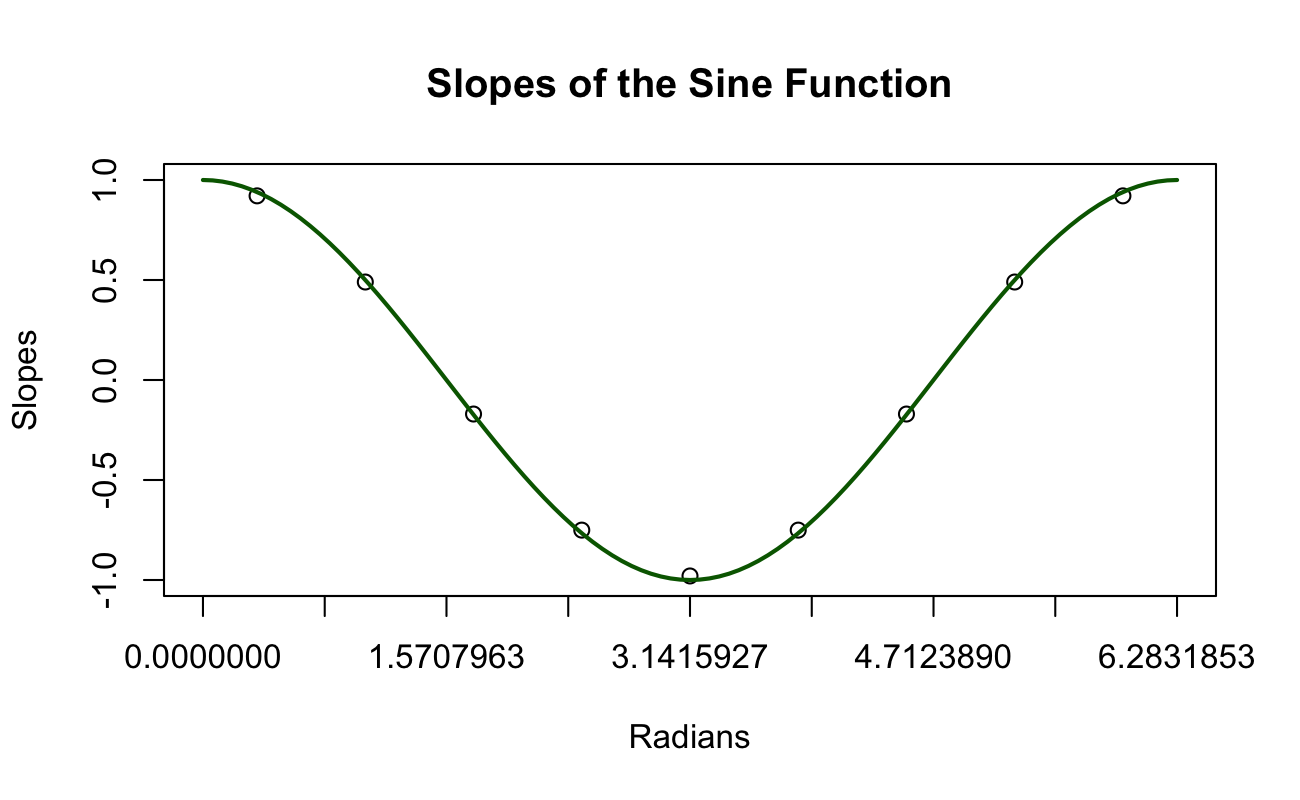 Slopes of the Sine Function
1.0
0.5
0.0
-0.5
-1.0
Slopes
0.0000000 1.5707963 3.1415927 4.7123890 6.2831853
Radians